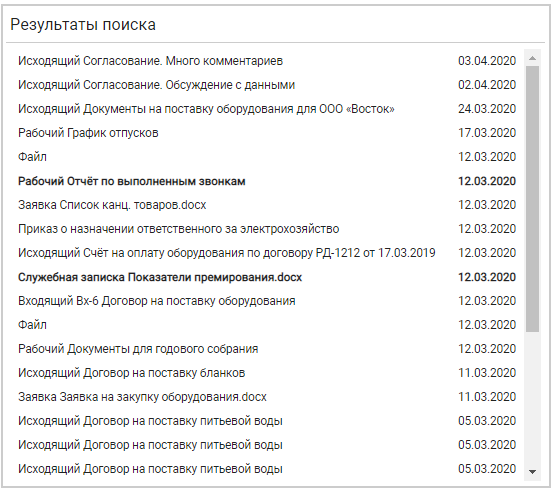 Результаты поиска
Исходящий Согласование. Много комментариев 03.04.2020
Исходящий Согласование. Обсуждение с данными 02.04.2020
Исходящий Документы на поставку оборудования для ООО «Восток» 24.03.2020
Рабочий График отпусков 17.03.2020
Файл 12.03.2020
Рабочий Отчёт по выполненным звонкам 12.03.2020
Заявка Список канц. товаров.docx 12.03.2020
Приказ о назначении ответственного за электрохозяйство 12.03.2020
Исходящий Счёт на оплату оборудования по договору РД-1212 от 17.03.2019 12.03.2020
Служебная записка Показатели премирования.docx 12.03.2020
Входящий Вх-6 Договор на поставку оборудования 12.03.2020
Файл 12.03.2020
Рабочий Документы для годового собрания 12.03.2020
Исходящий Договор на поставку бланков 11.03.2020
Заявка Заявка на закупку оборудования.docx 11.03.2020
Исходящий Договор на поставку питьевой воды 05.03.2020
Исходящий Договор на поставку питьевой воды 05.03.2020
Исходящий Договор на поставку питьевой воды 05.03.2020